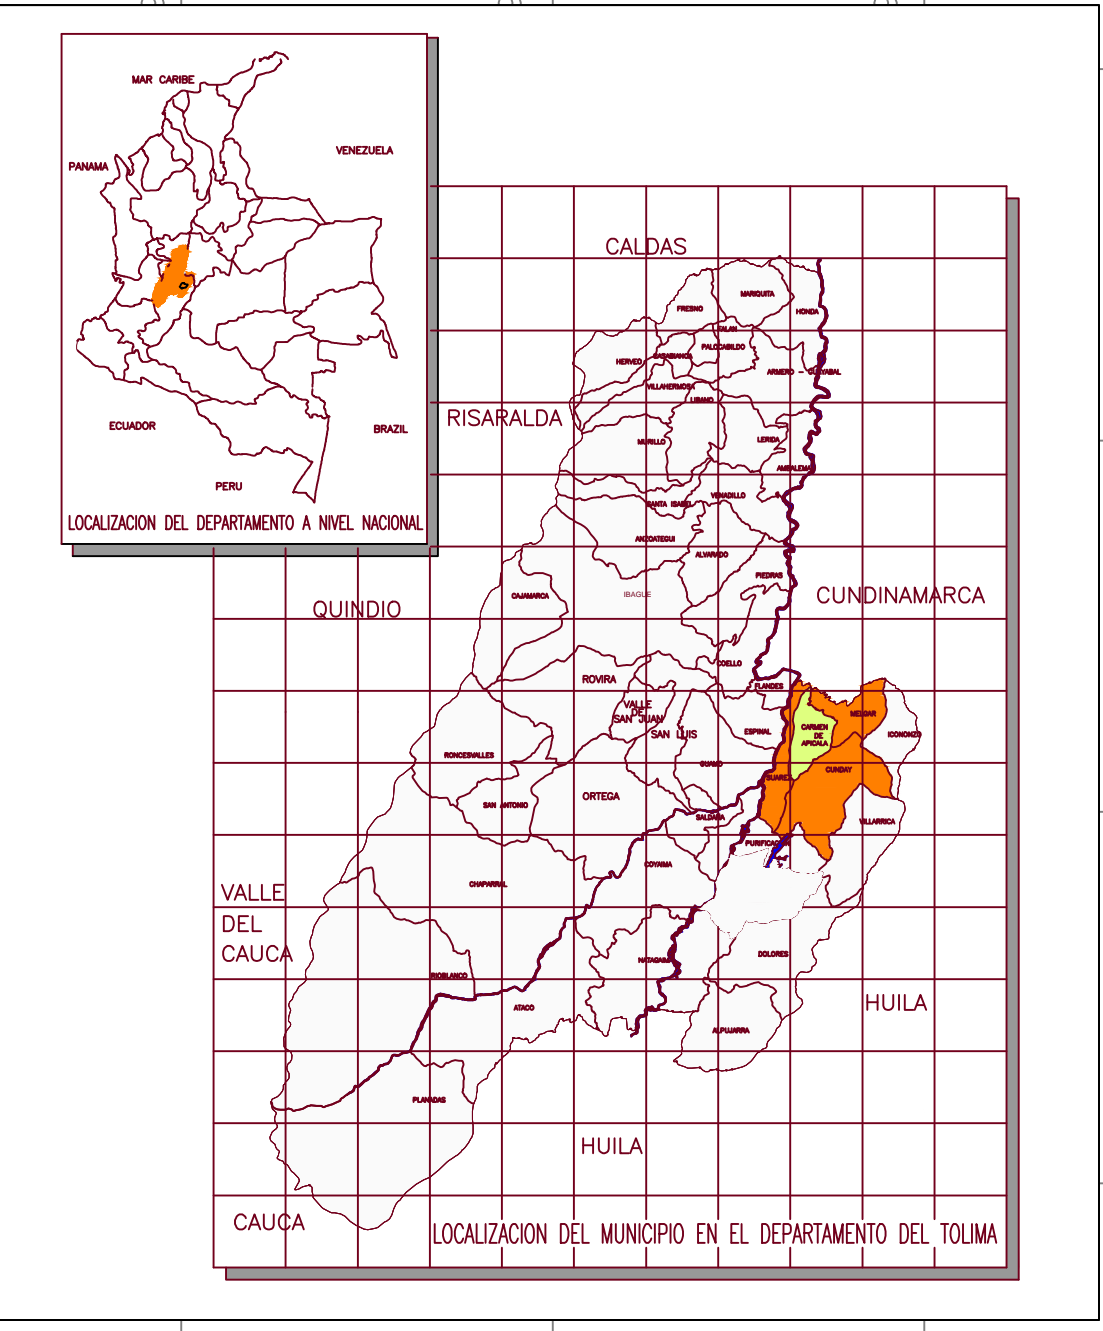 MAR CARIBE
VENEZUELA
PANAMA
ECUADOR
BRAZIL
PERU
LOCALIZACION DEL DEPARTAMENTO A NIVEL NACIONAL
CALDAS
MARIQUITA
FRESNO
HONDA
FALAN
PALOCABILDO
CASABIANCA
HERVEO
ARMERO - GUAYABAL
VILLAHERMOSA
LIBANO
RISARALDA
MURILLO
LERIDA
AMBALEMA
VENADILLO
SANTA ISABEL
ANZOATEGUI
ALVARADO
PIEDRAS
CAJAMARCA
IBAGUE
QUINDIO
CUNDINAMARCA
COELLO
ROVIRA
FLANDES
VALLE
DE
SAN JUAN
MELGAR
CARMEN
DE
APICALA
SAN LUIS
ESPINAL
ICONONZO
RONCESVALLES
GUAMO
CUNDAY
SUAREZ
ORTEGA
SAN ANTONIO
SALDAÑA
VILLARRICA
PURIFICACION
COYAIMA
CHAPARRAL
VALLE
DEL
CAUCA
DOLORES
NATAGAIMA
RIOBLANCO
HUILA
ATACO
ALPUJARRA
PLANADAS
HUILA
CAUCA
LOCALIZACION DEL MUNICIPIO EN EL DEPARTAMENTO DEL TOLIMA